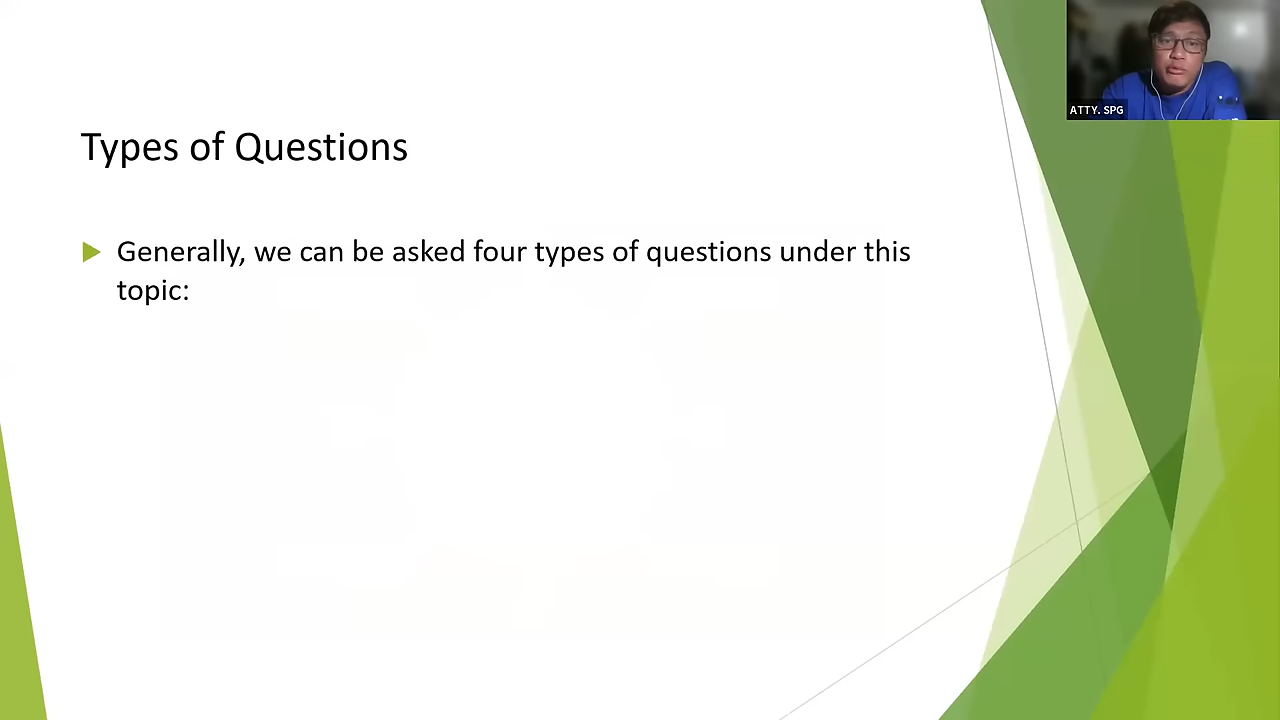 ATTY. SPG
Types of Questions
Generally, we can be asked four types of questions under this
topic: